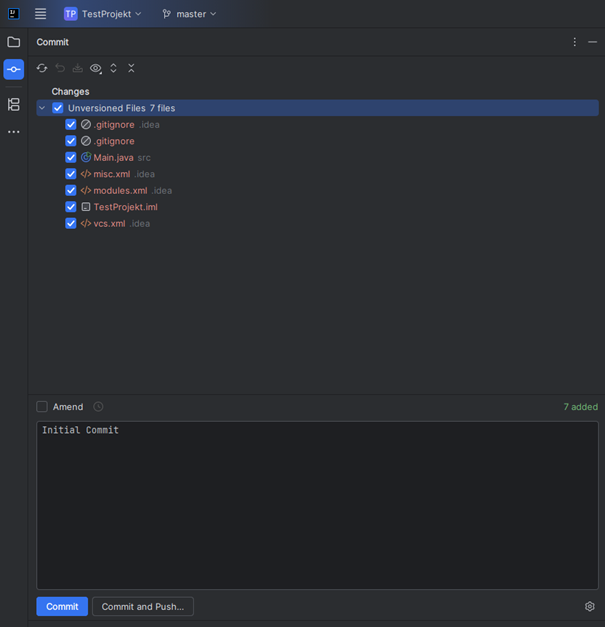 TP TestProjekt master
Commit
Changes
Unversioned Files 7 files
.gitignore .idea
.gitignore
Main.java src
misc.xml .idea
modules.xml .idea
TestProjekt.iml
vcs.xml .idea
Amend 7 added
Initial Commit
Commit Commit and Push...